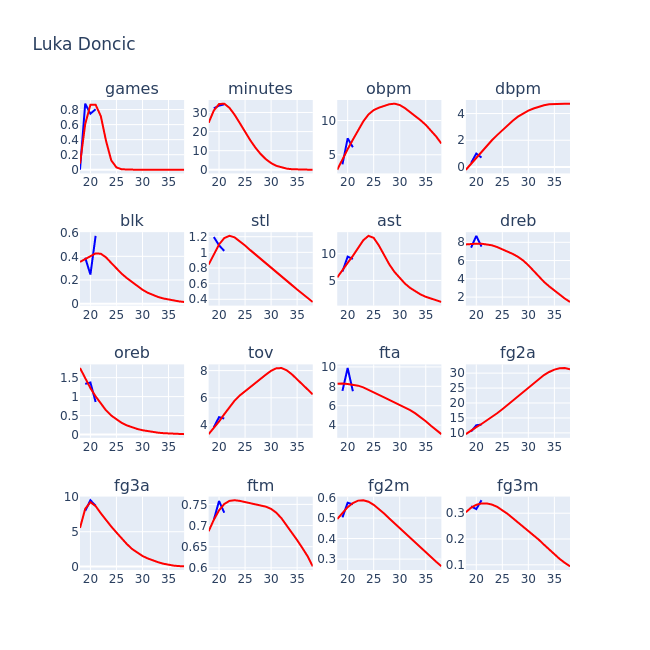 Luka Doncic
games minutes obpm dbpm
0.8 0.6 0.4 0.2 0
30 20 10 0
10 5
4 2 0
20 25 30 35 20 25 30 35 20 25 30 35 20 25 30 35
blk stl ast dreb
0.6 0.4 0.2 0
1.2 1 0.8 0.6 0.4
10 5
8 6 4 2
20 25 30 35 20 25 30 35 20 25 30 35 20 25 30 35
oreb tov fta fg2a
1.5 1 0.5 0
8 6 4
10 8 6 4
30 25 20 15 10
20 25 30 35 20 25 30 35 20 25 30 35 20 25 30 35
fg3a ftm fg2m fg3m
10 5 0
0.75 0.7 0.65 0.6
0.6 0.5 0.4 0.3
0.3 0.2 0.1
20 25 30 35 20 25 30 35 20 25 30 35 20 25 30 35